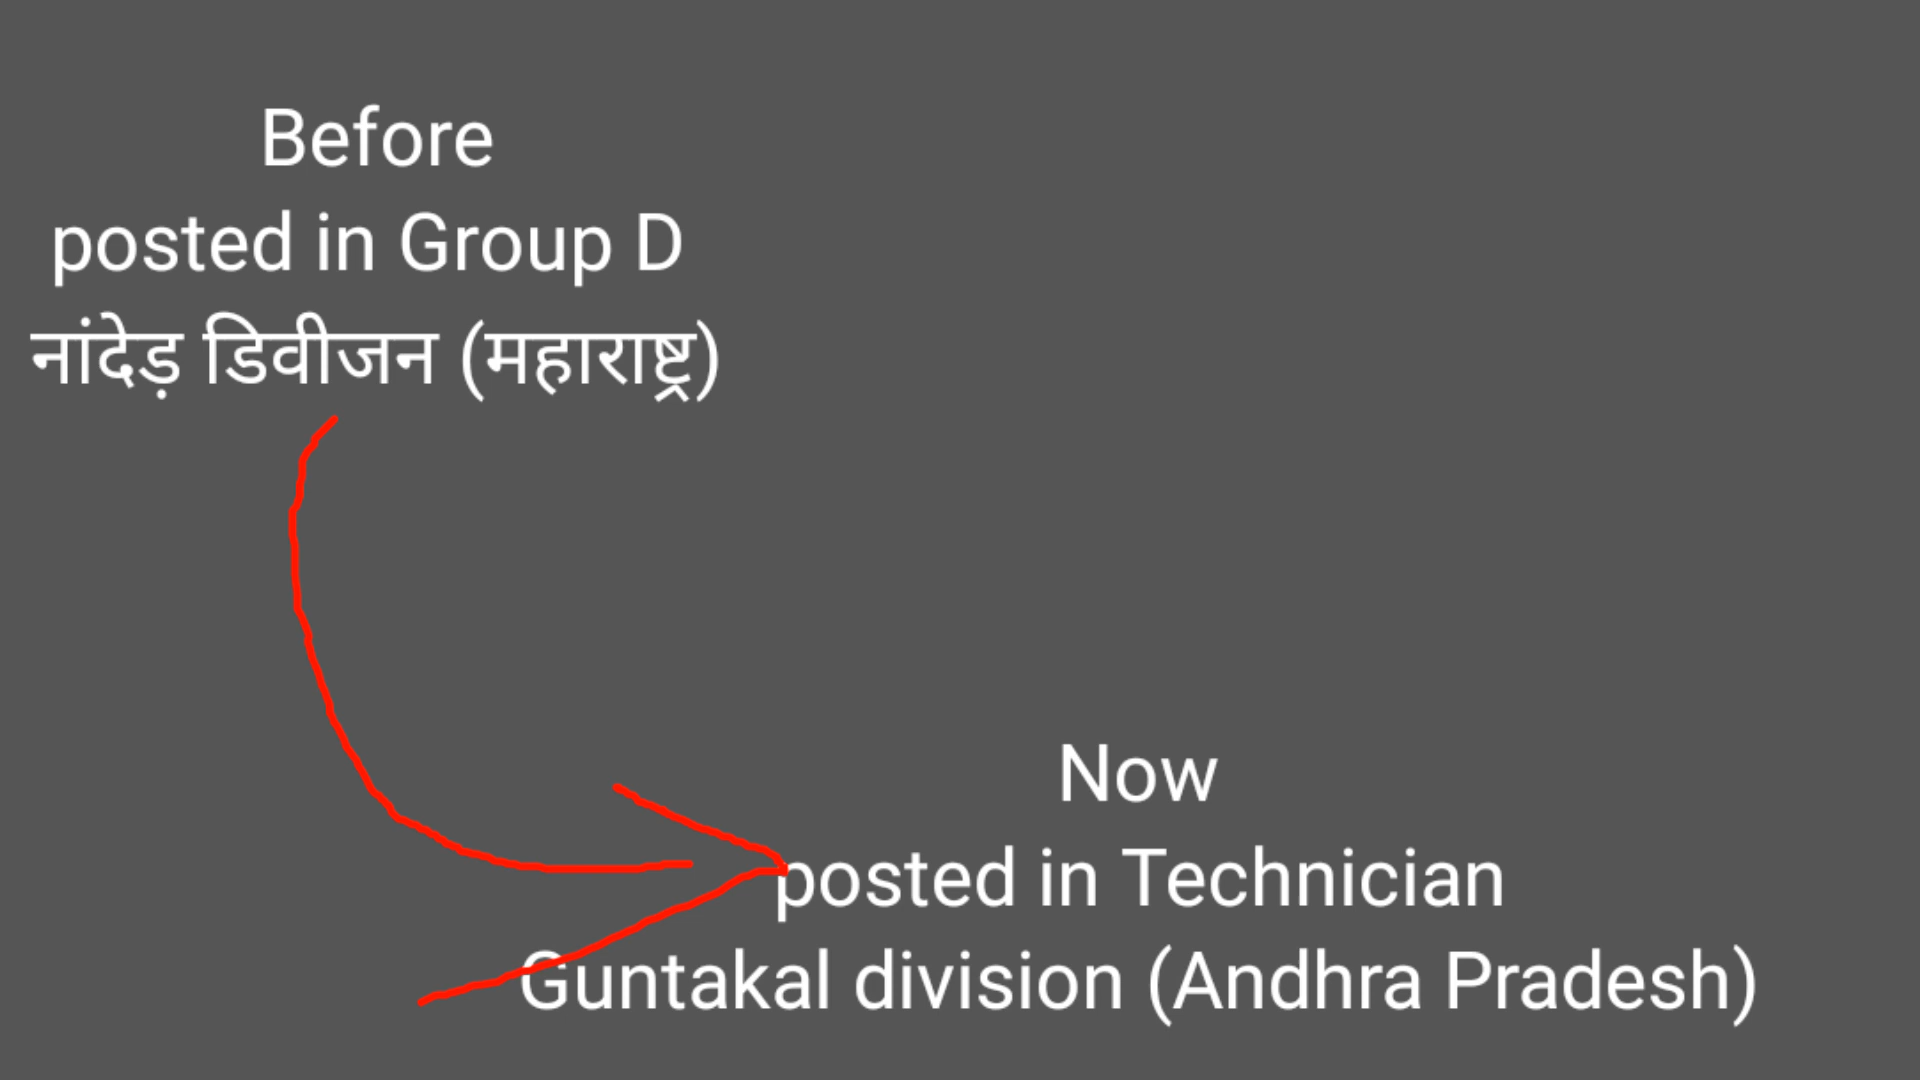 Before
posted in Group D
नांदेड़ डिवीजन (महाराष्ट्र)
Now
posted in Technician
Guntakal division (Andhra Pradesh)